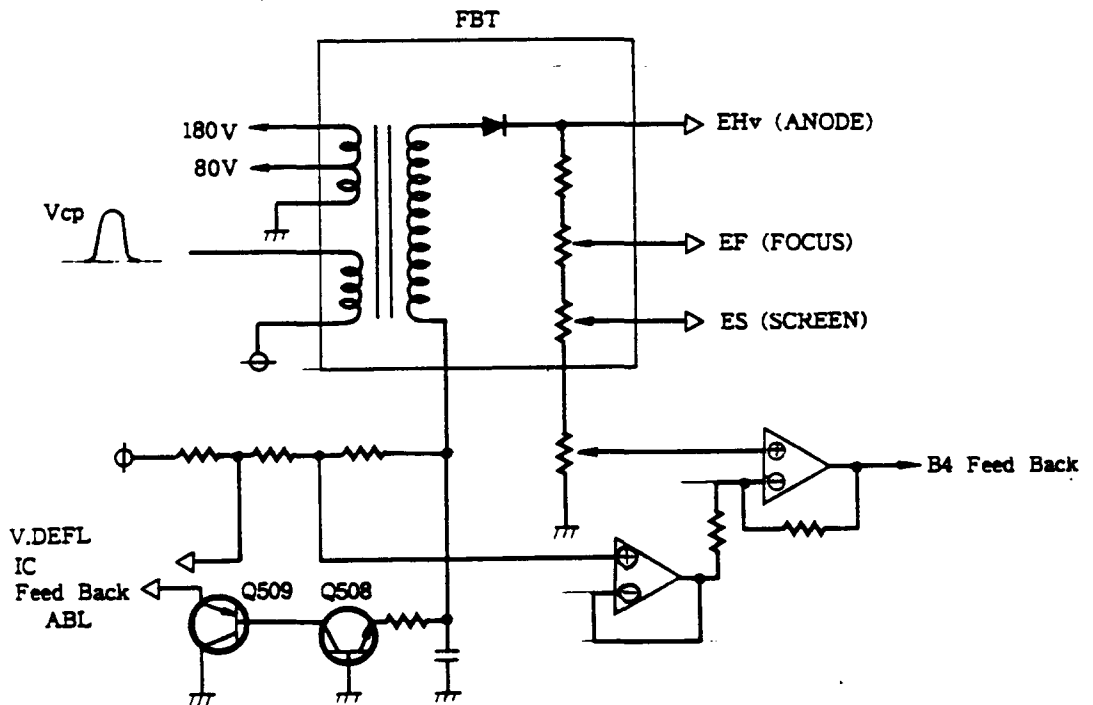 FBT
180V
80V
Vcp
EHv (ANODE)
EF (FOCUS)
ES (SCREEN)
B4 Feed Back
V.DEFL
IC
Feed Back
ABL
Q509
Q508